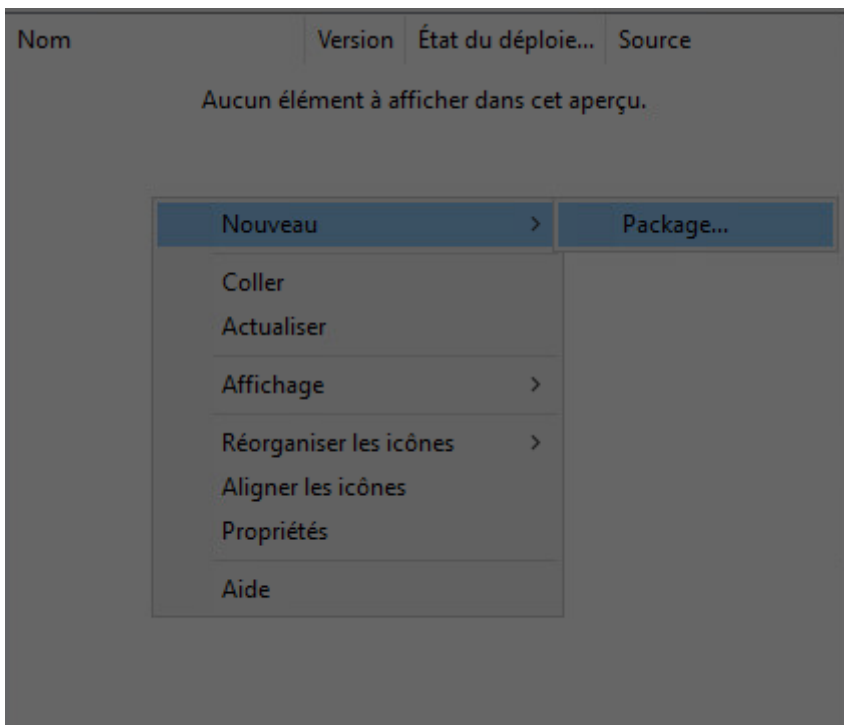 Nom Version État du déploie... Source
Aucun élément à afficher dans cet aperçu.
Nouveau > Package...
Coller
Actualiser
Affichage >
Réorganiser les icônes >
Aligner les icônes
Propriétés
Aide